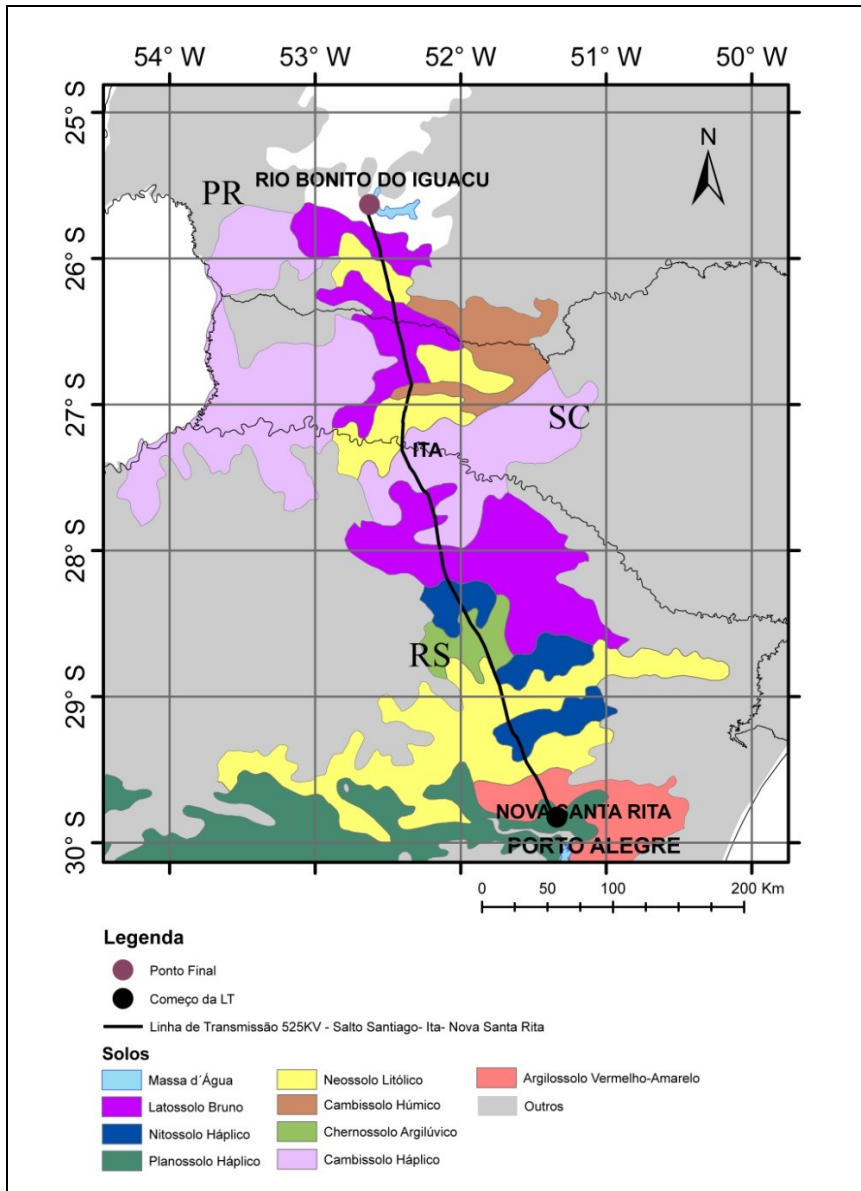 54° W 53° W 52° W 51° W 50° W
25° S
N
RIO BONITO DO IGUACU
PR
26° S
27° S
SC
ITA
28° S
RS
29° S
NOVA SANTA RITA
30° S
PORTO ALEGRE
0 50 100 200 Km
Legenda
Ponto Final
Começo da LT
Linha de Transmissão 525KV - Salto Santiago- Ita- Nova Santa Rita
Solos
Massa d´Água
Neossolo Litólico
Argilossolo Vermelho-Amarelo
Latossolo Bruno
Cambissolo Húmico
Outros
Nitossolo Háplico
Chernossolo Argilúvico
Planossolo Háplico
Cambissolo Háplico